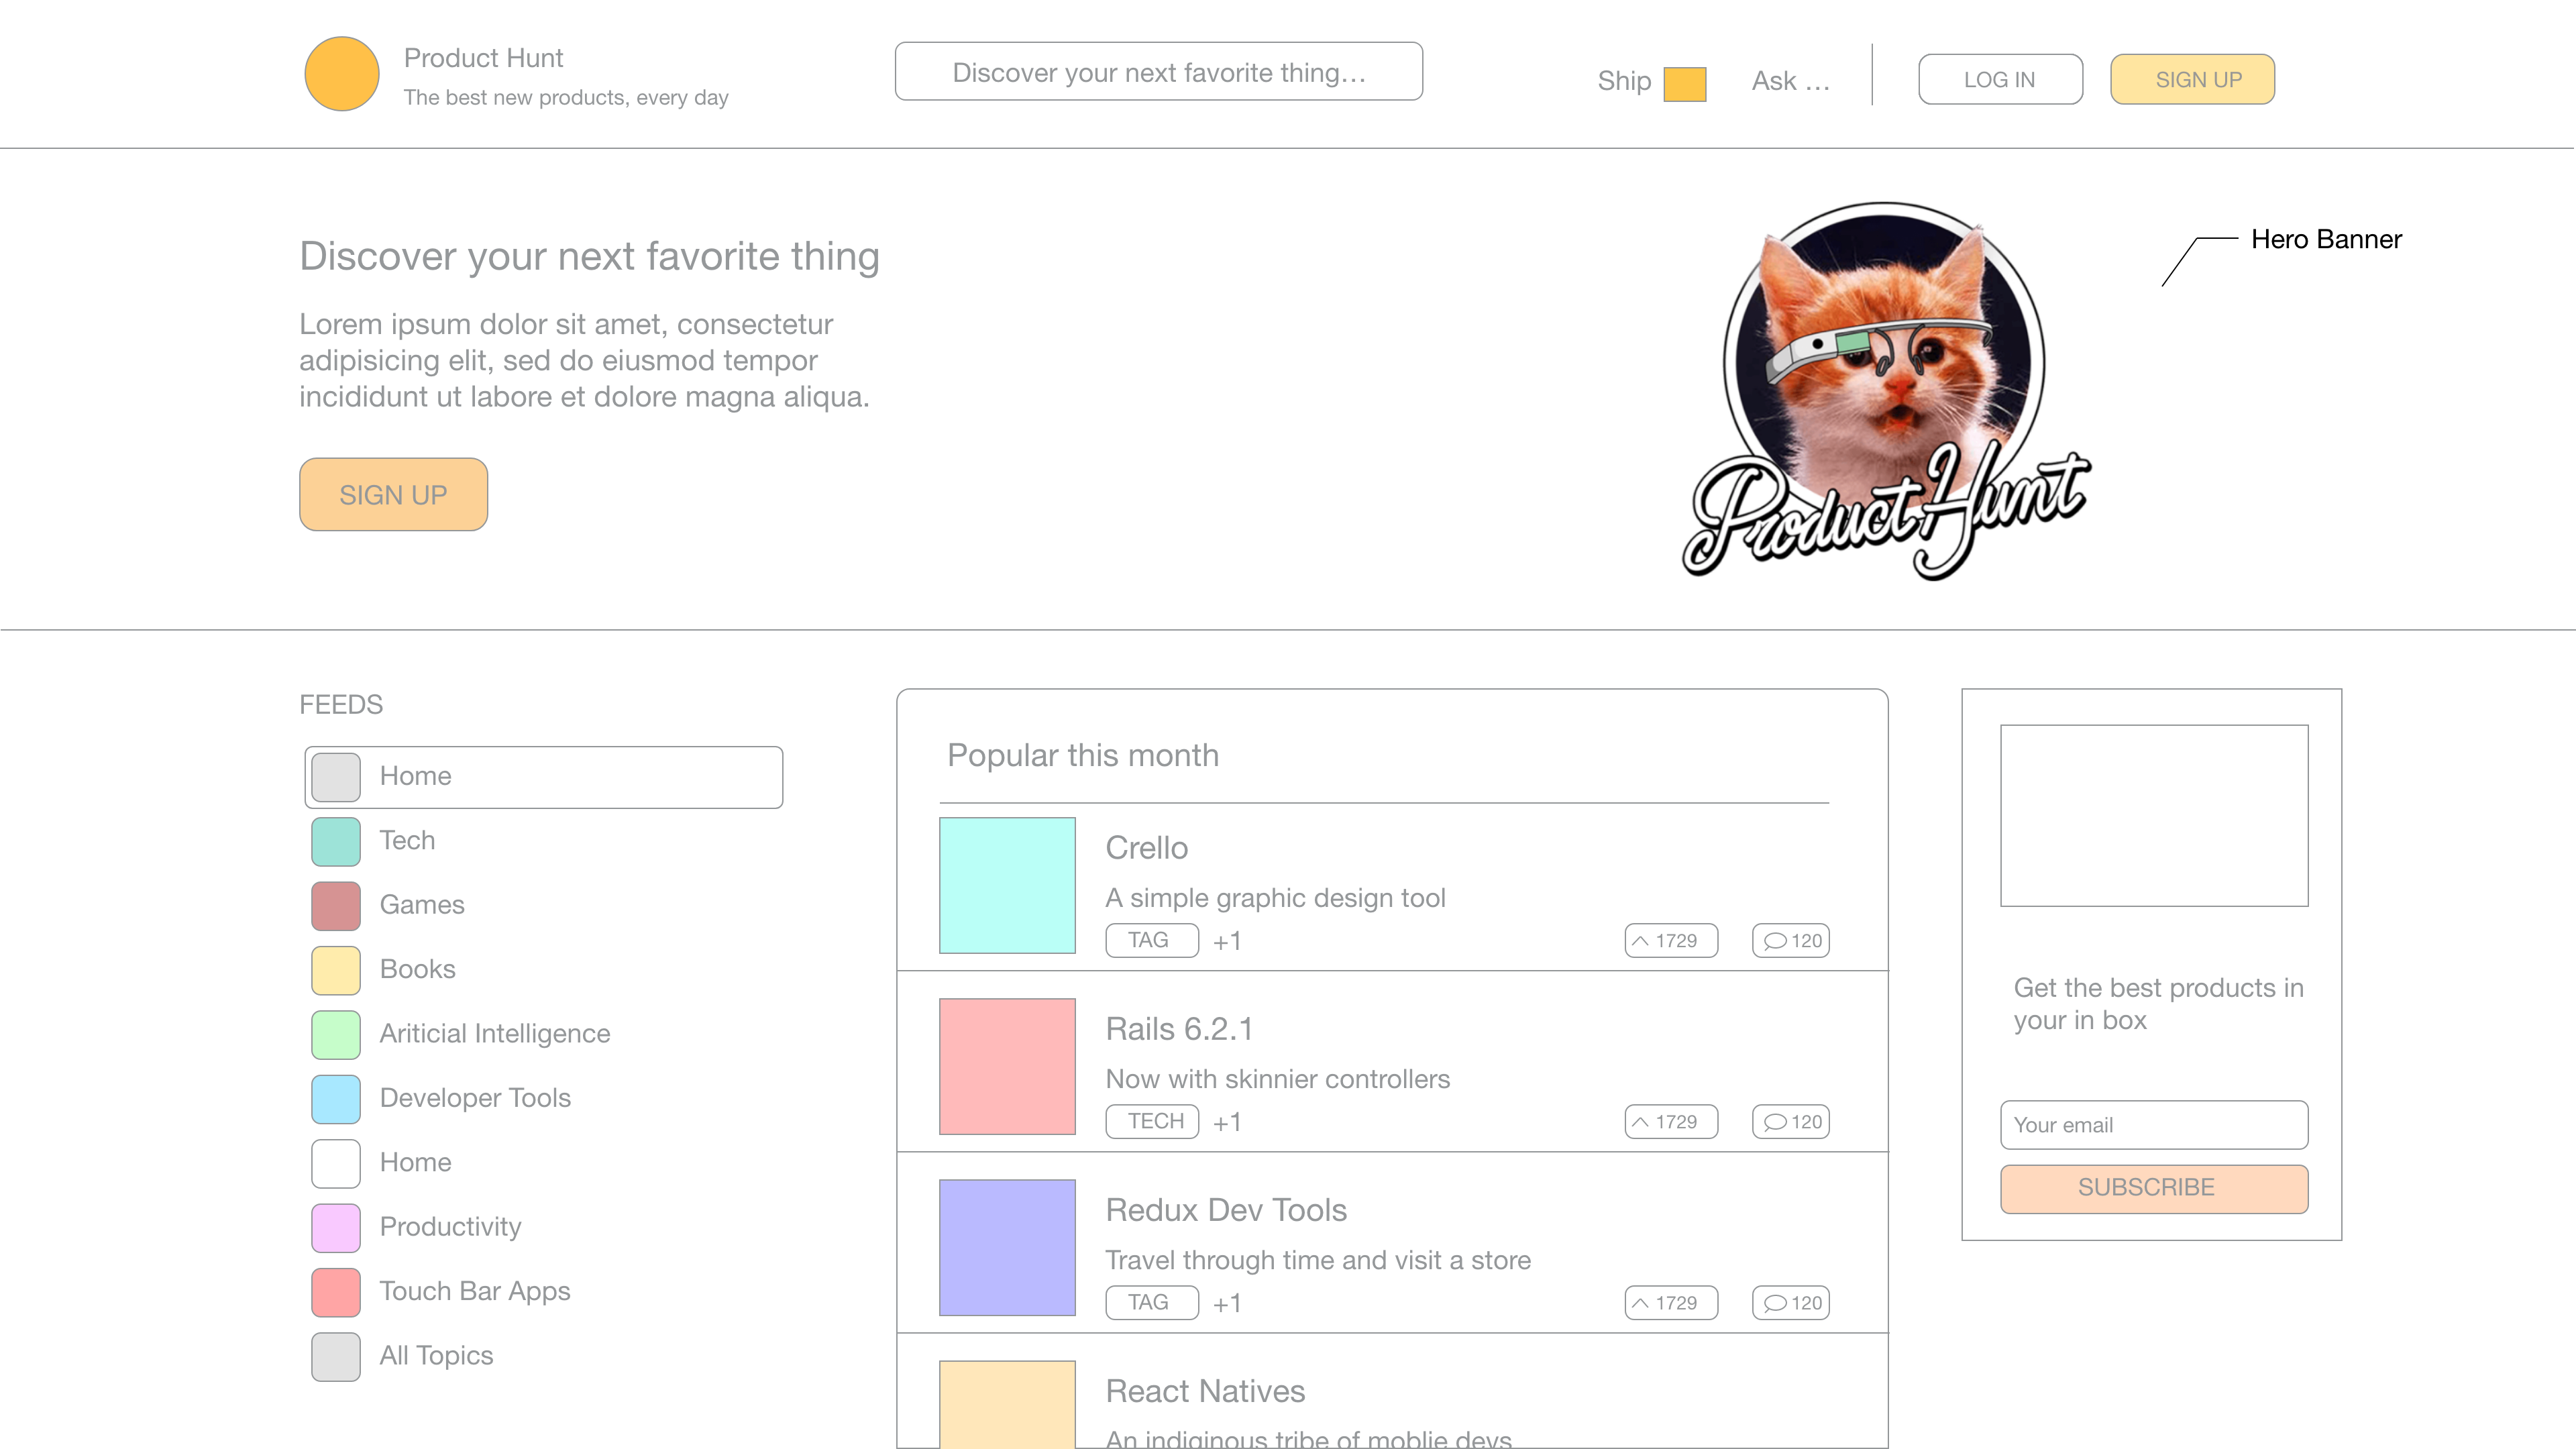 Product Hunt
The best new products, every day
Discover your next favorite thing…
Ship
Ask …
LOG IN
SIGN UP
Discover your next favorite thing
Lorem ipsum dolor sit amet, consectetur
adipisicing elit, sed do eiusmod tempor
incididunt ut labore et dolore magna aliqua.
SIGN UP
Product Hunt
Hero Banner
FEEDS
Home
Tech
Games
Books
Ariticial Intelligence
Developer Tools
Home
Productivity
Touch Bar Apps
All Topics
Popular this month
Crello
A simple graphic design tool
TAG +1 1729 120
Rails 6.2.1
Now with skinnier controllers
TECH +1 1729 120
Redux Dev Tools
Travel through time and visit a store
TAG +1 1729 120
React Natives
An indiginous tribe of moblie devs
Get the best products in
your in box
Your email
SUBSCRIBE